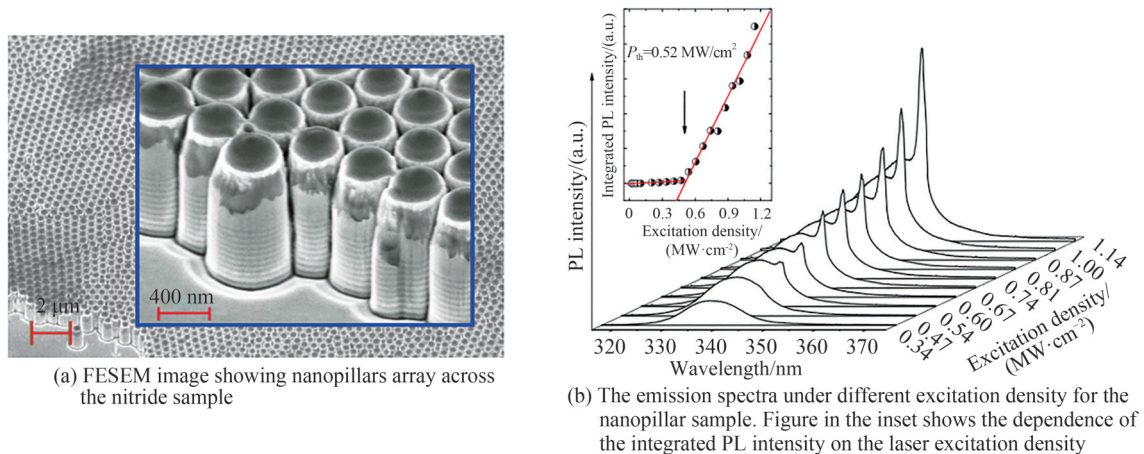 2 μm
400 nm
(a) FESEM image showing nanopillars array across
the nitride sample
PL intensity/(a.u.)
Integrated PL intensity/(a.u.)
P_th=0.52 MW/cm²
0 0.3 0.6 0.9 1.2
Excitation density/
(MW·cm⁻²)
320 330 340 350 360 370
Wavelength/nm
0.34
0.47
0.54
0.60
0.67
0.74
0.81
0.87
1.00
1.14
Excitation density/
(MW·cm⁻²)
(b) The emission spectra under different excitation density for the
nanopillar sample. Figure in the inset shows the dependence of
the integrated PL intensity on the laser excitation density